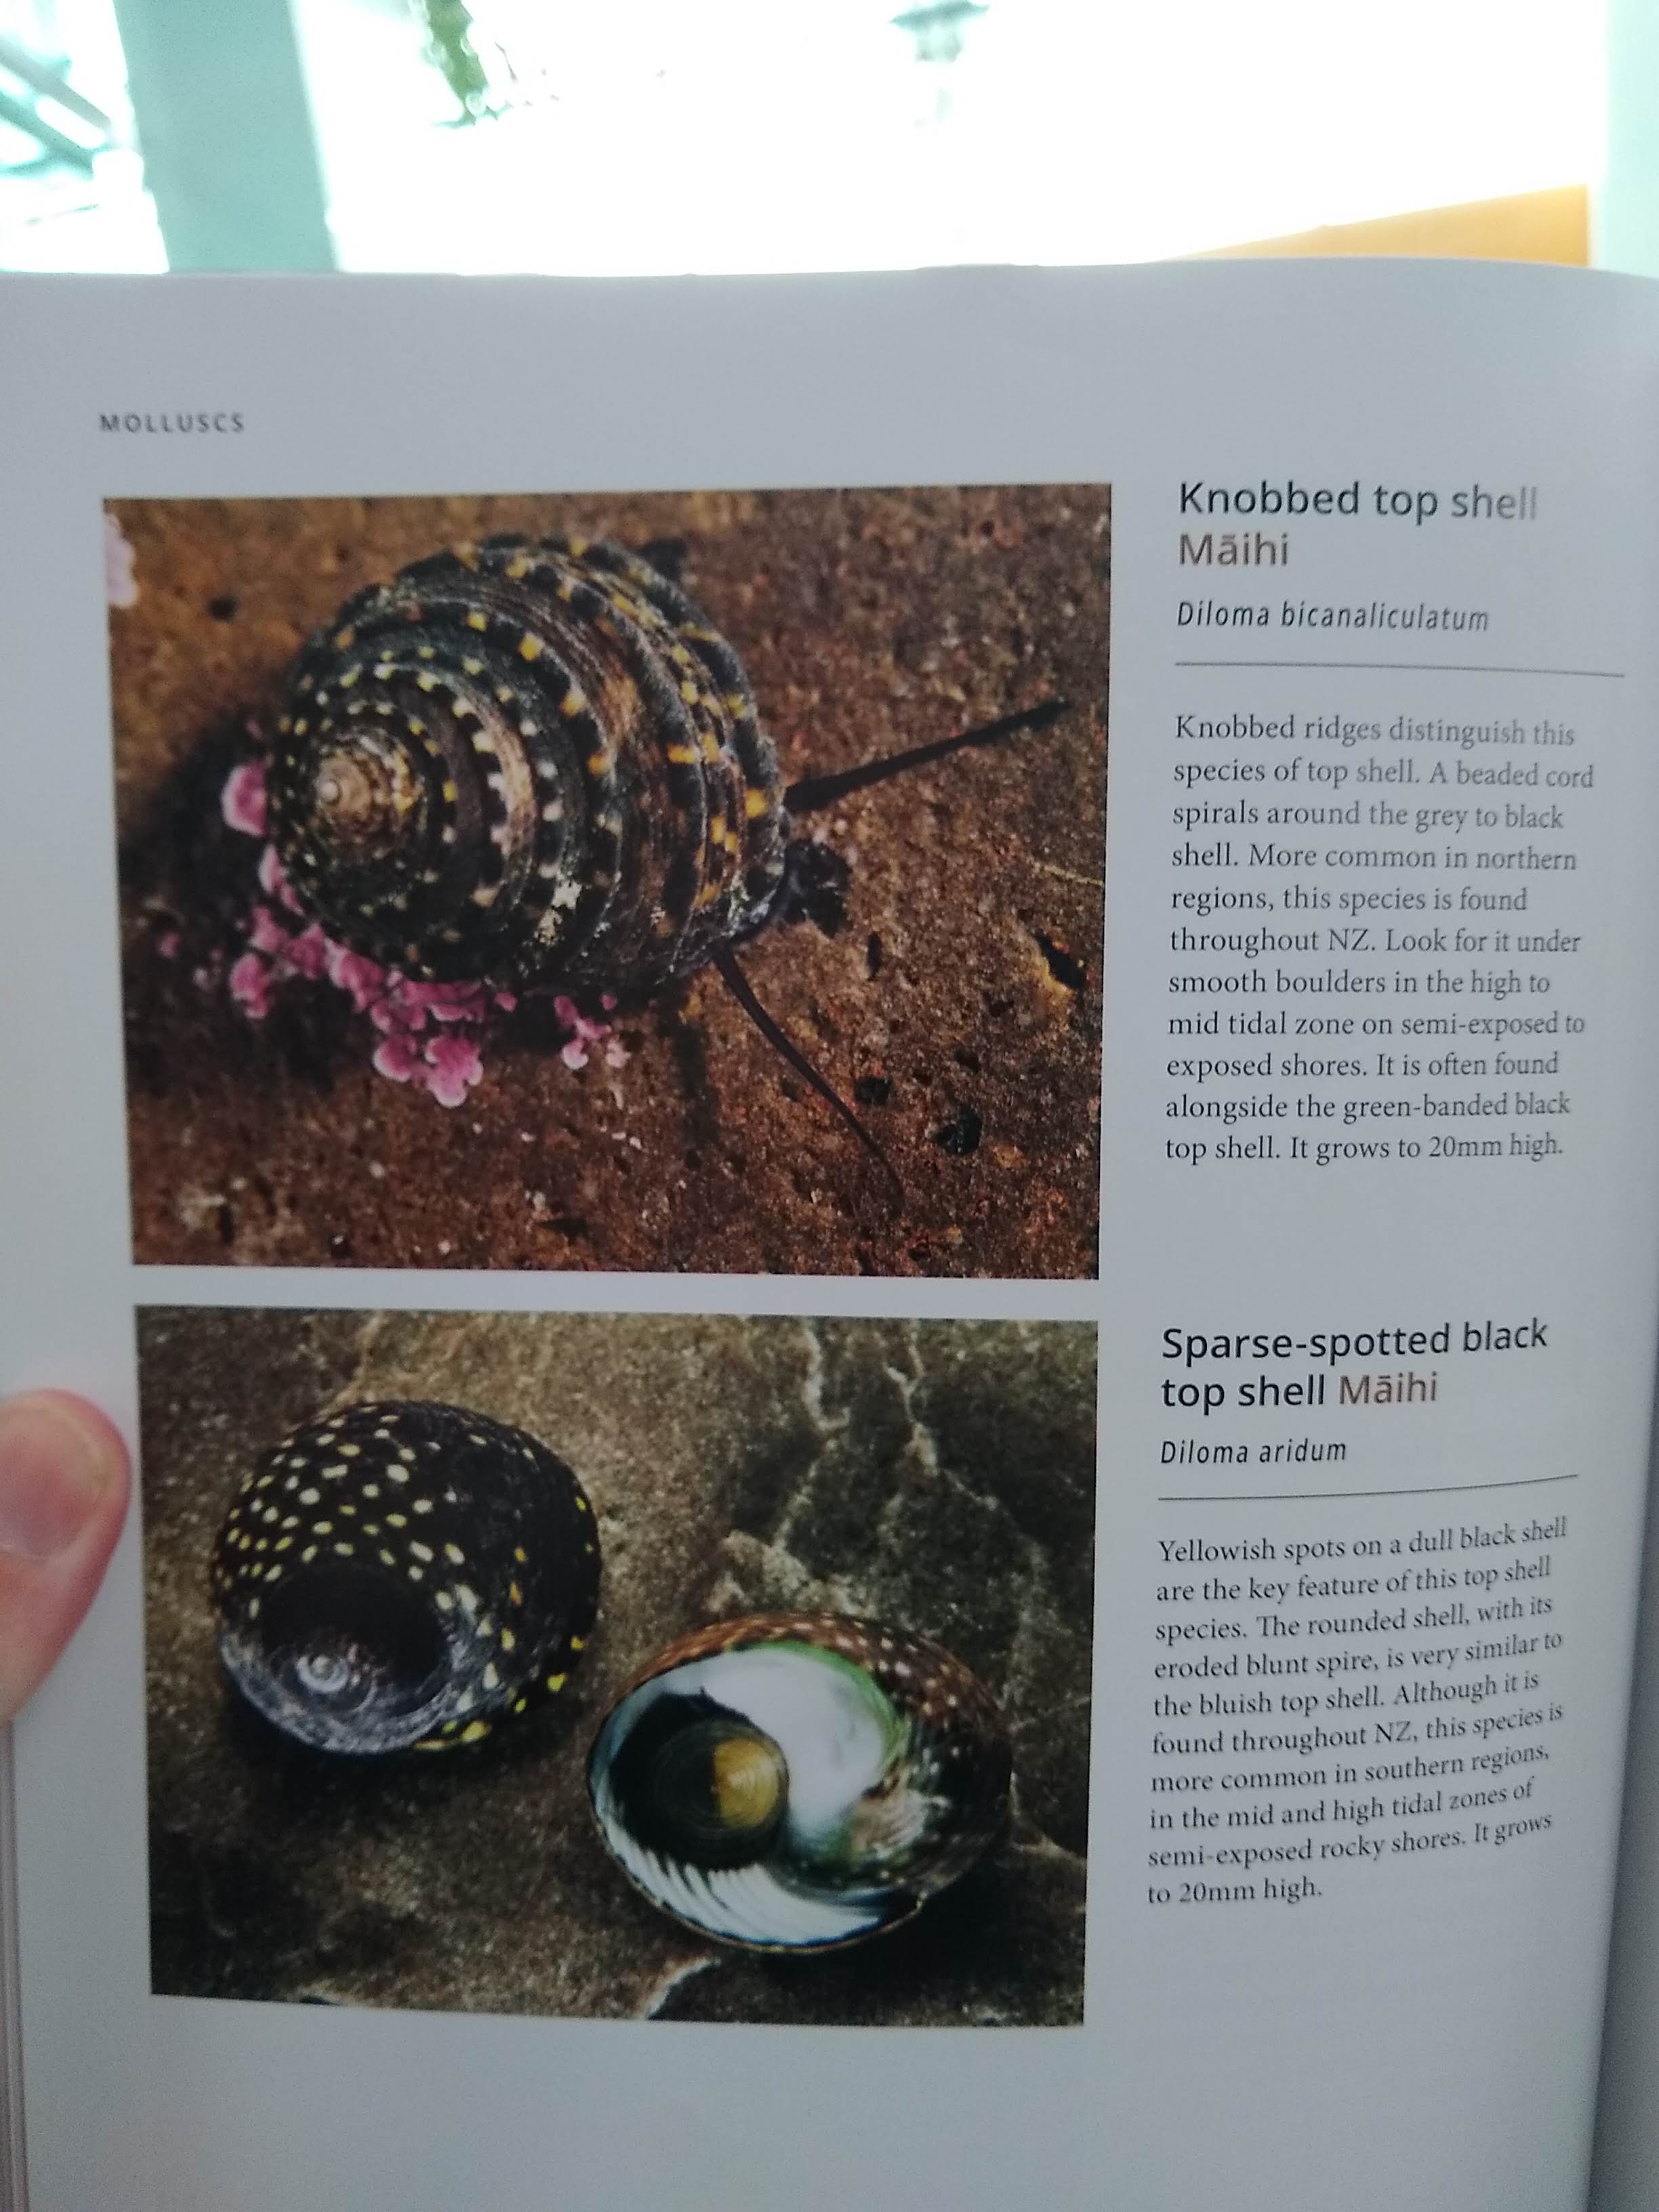 MOLLUSCS
Knobbed top shell
Māihi
Diloma bicanaliculatum
Knobbed ridges distinguish this
species of top shell. A beaded cord
spirals around the grey to black
shell. More common in northern
regions, this species is found
throughout NZ. Look for it under
smooth boulders in the high to
mid tidal zone on semi-exposed to
exposed shores. It is often found
alongside the green-banded black
top shell. It grows to 20mm high.
Sparse-spotted black
top shell Māihi
Diloma aridum
Yellowish spots on a dull black shell
are the key feature of this top shell
species. The rounded shell, with its
eroded blunt spire, is very similar to
the bluish top shell. Although it is
found throughout NZ, this species is
more common in southern regions,
in the mid and high tidal zones of
semi-exposed rocky shores. It grows
to 20mm high.